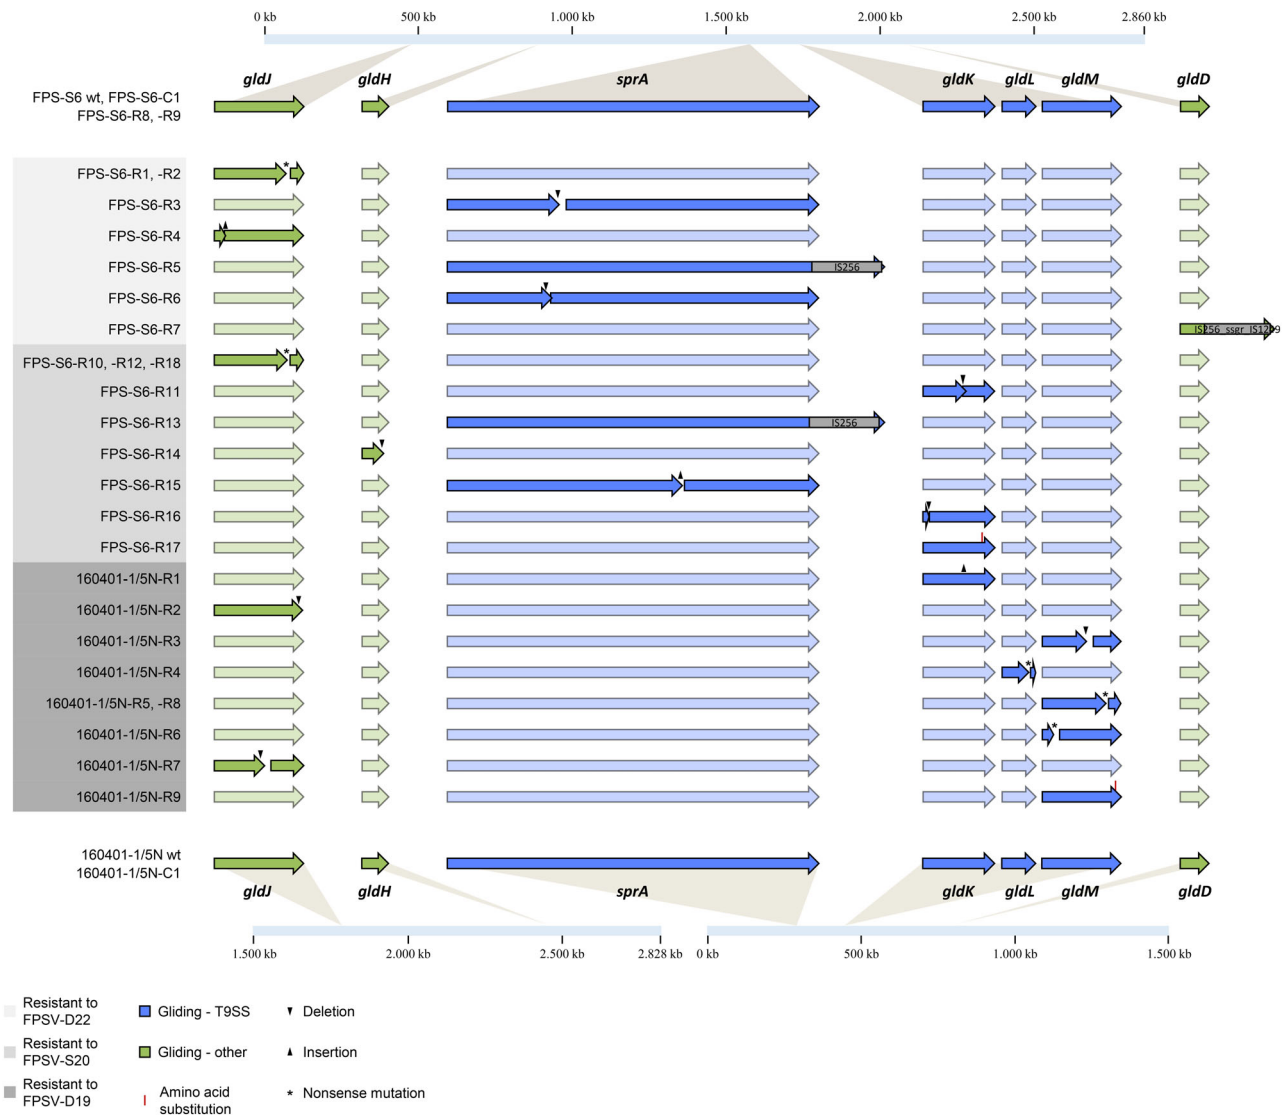 0 kb 500 kb 1.000 kb 1.500 kb 2.000 kb 2.500 kb 2.860 kb
gldJ gldH sprA gldK gldL gldM gldD
FPS-S6 wt, FPS-S6-C1
FPS-S6-R8, -R9
FPS-S6-R1, -R2 *
FPS-S6-R3
FPS-S6-R4
FPS-S6-R5 IS256
FPS-S6-R6
FPS-S6-R7 IS256_ssgr_IS1249
FPS-S6-R10, -R12, -R18 *
FPS-S6-R11
FPS-S6-R13 IS256
FPS-S6-R14
FPS-S6-R15
FPS-S6-R16
FPS-S6-R17
160401-1/5N-R1
160401-1/5N-R2
160401-1/5N-R3
160401-1/5N-R4 *
160401-1/5N-R5, -R8 *
160401-1/5N-R6 *
160401-1/5N-R7
160401-1/5N-R9
160401-1/5N wt
160401-1/5N-C1
gldJ gldH sprA gldK gldL gldM gldD
1.500 kb 2.000 kb 2.500 kb 2.828 kb 0 kb 500 kb 1.000 kb 1.500 kb
Resistant to
FPSV-D22
Gliding - T9SS
Deletion
Resistant to
FPSV-S20
Gliding - other
Insertion
Resistant to
FPSV-D19
Amino acid
substitution
* Nonsense mutation